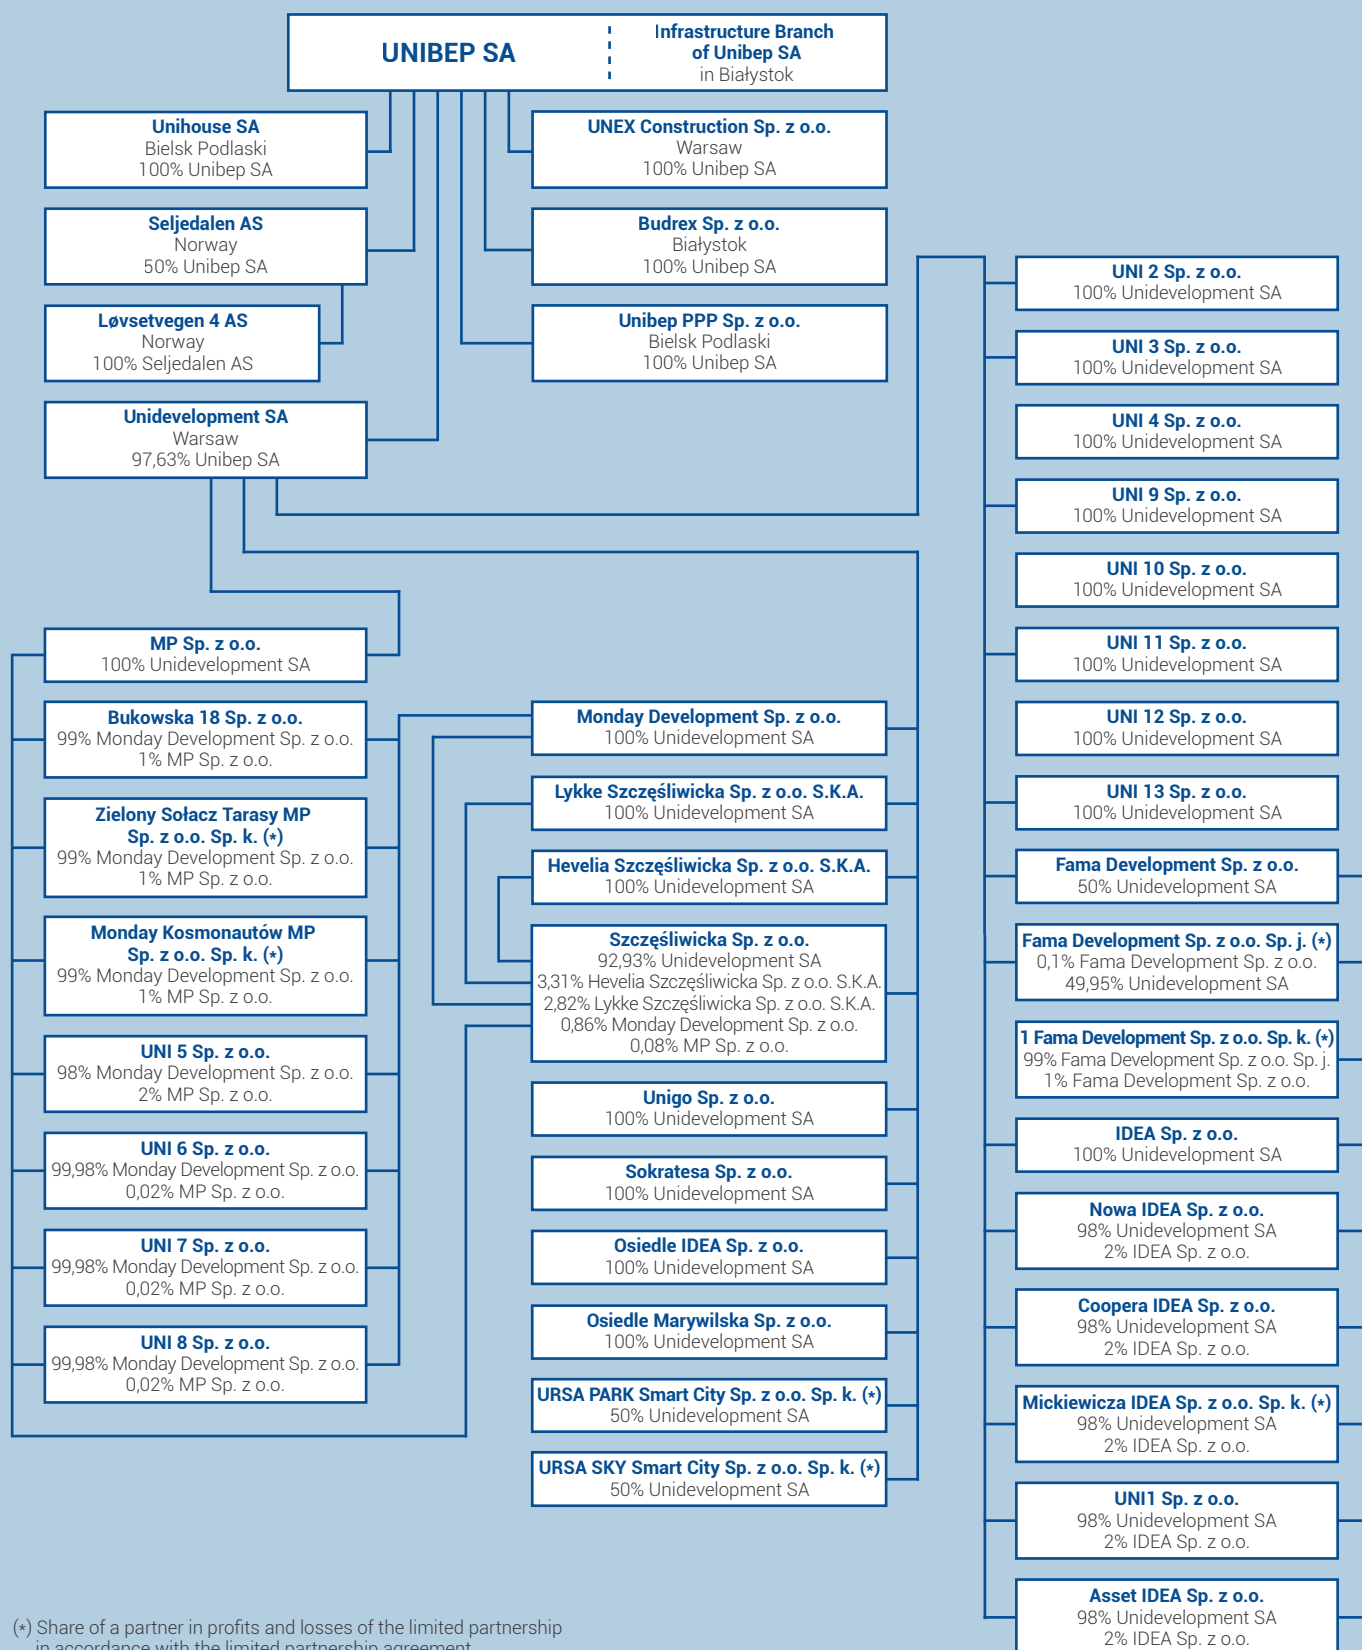 UNIBEP SA
Infrastructure Branch
of Unibep SA
in Białystok
Unihouse SA
Bielsk Podlaski
100% Unibep SA
Seljedalen AS
Norway
50% Unibep SA
Løvsetvegen 4 AS
Norway
100% Seljedalen AS
Unidevelopment SA
Warsaw
97,63% Unibep SA
UNEX Construction Sp. z o.o.
Warsaw
100% Unibep SA
Budrex Sp. z o.o.
Białystok
100% Unibep SA
Unibep PPP Sp. z o.o.
Bielsk Podlaski
100% Unibep SA
MP Sp. z o.o.
100% Unidevelopment SA
Bukowska 18 Sp. z o.o.
99% Monday Development Sp. z o.o.
1% MP Sp. z o.o.
Zielony Sołacz Tarasy MP
Sp. z o.o. Sp. k. (*)
99% Monday Development Sp. z o.o.
1% MP Sp. z o.o.
Monday Kosmonautów MP
Sp. z o.o. Sp. k. (*)
99% Monday Development Sp. z o.o.
1% MP Sp. z o.o.
UNI 5 Sp. z o.o.
98% Monday Development Sp. z o.o.
2% MP Sp. z o.o.
UNI 6 Sp. z o.o.
99,98% Monday Development Sp. z o.o.
0,02% MP Sp. z o.o.
UNI 7 Sp. z o.o.
99,98% Monday Development Sp. z o.o.
0,02% MP Sp. z o.o.
UNI 8 Sp. z o.o.
99,98% Monday Development Sp. z o.o.
0,02% MP Sp. z o.o.
Monday Development Sp. z o.o.
100% Unidevelopment SA
Lykke Szczęśliwicka Sp. z o.o. S.K.A.
100% Unidevelopment SA
Hevelia Szczęśliwicka Sp. z o.o. S.K.A.
100% Unidevelopment SA
Szczęśliwicka Sp. z o.o.
92,93% Unidevelopment SA
3,31% Hevelia Szczęśliwicka Sp. z o.o. S.K.A.
2,82% Lykke Szczęśliwicka Sp. z o.o. S.K.A.
0,86% Monday Development Sp. z o.o.
0,08% MP Sp. z o.o.
Unigo Sp. z o.o.
100% Unidevelopment SA
Sokratesa Sp. z o.o.
100% Unidevelopment SA
Osiedle IDEA Sp. z o.o.
100% Unidevelopment SA
Osiedle Marywilska Sp. z o.o.
100% Unidevelopment SA
URSA PARK Smart City Sp. z o.o. Sp. k. (*)
50% Unidevelopment SA
URSA SKY Smart City Sp. z o.o. Sp. k. (*)
50% Unidevelopment SA
UNI 2 Sp. z o.o.
100% Unidevelopment SA
UNI 3 Sp. z o.o.
100% Unidevelopment SA
UNI 4 Sp. z o.o.
100% Unidevelopment SA
UNI 9 Sp. z o.o.
100% Unidevelopment SA
UNI 10 Sp. z o.o.
100% Unidevelopment SA
UNI 11 Sp. z o.o.
100% Unidevelopment SA
UNI 12 Sp. z o.o.
100% Unidevelopment SA
UNI 13 Sp. z o.o.
100% Unidevelopment SA
Fama Development Sp. z o.o.
50% Unidevelopment SA
Fama Development Sp. z o.o. Sp. j. (*)
0,1% Fama Development Sp. z o.o.
49,95% Unidevelopment SA
1 Fama Development Sp. z o.o. Sp. k. (*)
99% Fama Development Sp. z o.o. Sp. j.
1% Fama Development Sp. z o.o.
IDEA Sp. z o.o.
100% Unidevelopment SA
Nowa IDEA Sp. z o.o.
98% Unidevelopment SA
2% IDEA Sp. z o.o.
Coopera IDEA Sp. z o.o.
98% Unidevelopment SA
2% IDEA Sp. z o.o.
Mickiewicza IDEA Sp. z o.o. Sp. k. (*)
98% Unidevelopment SA
2% IDEA Sp. z o.o.
UNI1 Sp. z o.o.
98% Unidevelopment SA
2% IDEA Sp. z o.o.
Asset IDEA Sp. z o.o.
98% Unidevelopment SA
2% IDEA Sp. z o.o.
(*) Share of a partner in profits and losses of the limited partnership
in accordance with the limited partnership agreement